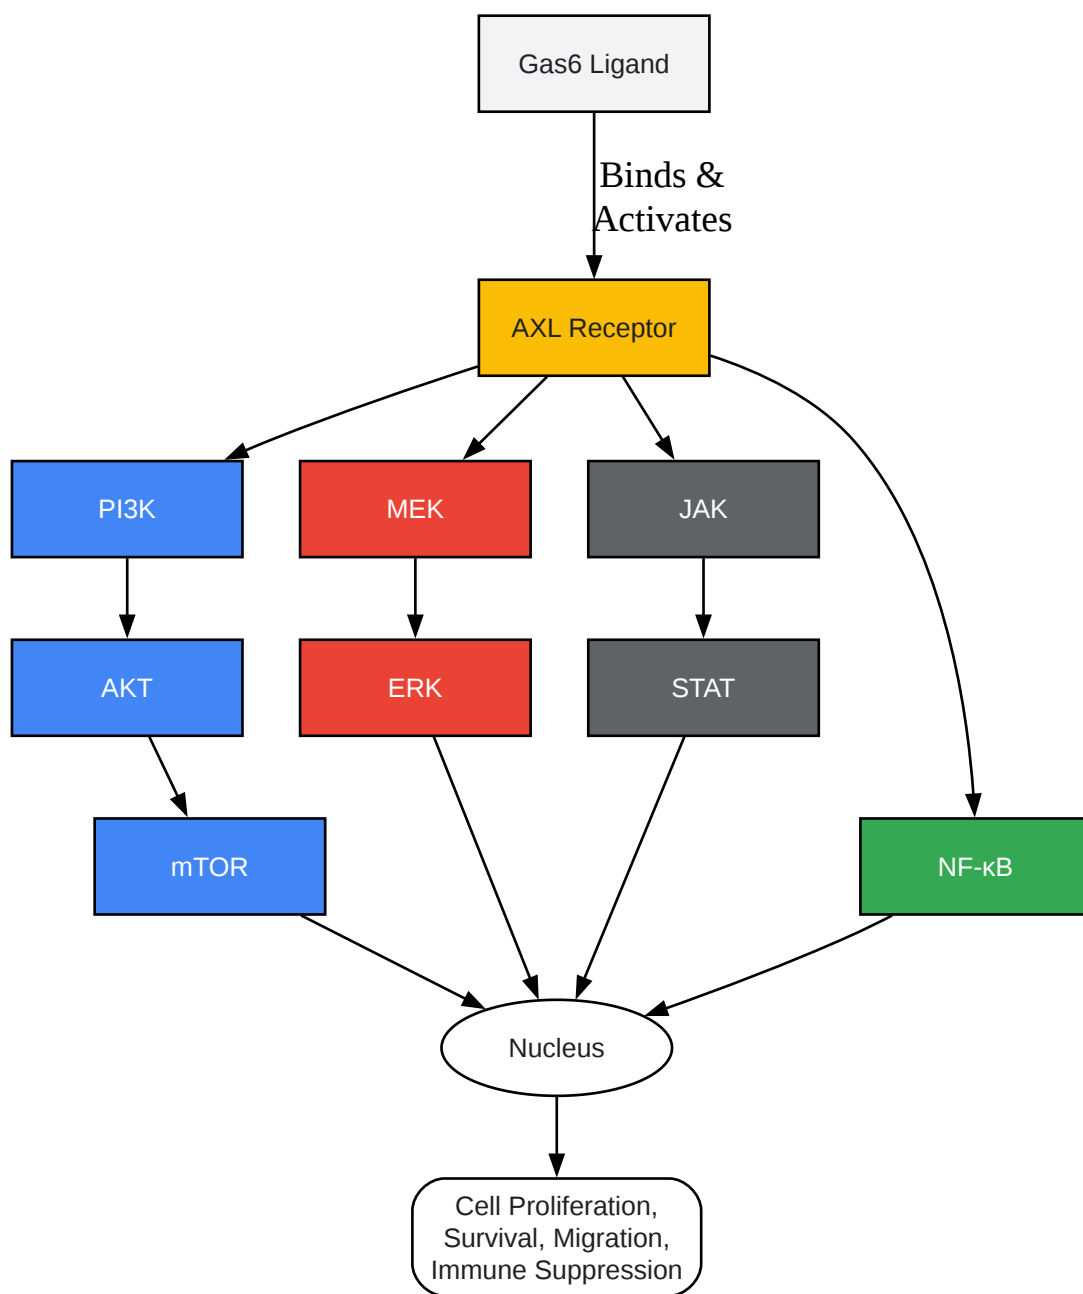 Gas6 Ligand
Binds &
Activates
AXL Receptor
PI3K
MEK
JAK
AKT
ERK
STAT
mTOR
NF-κB
Nucleus
Cell Proliferation,
Survival, Migration,
Immune Suppression